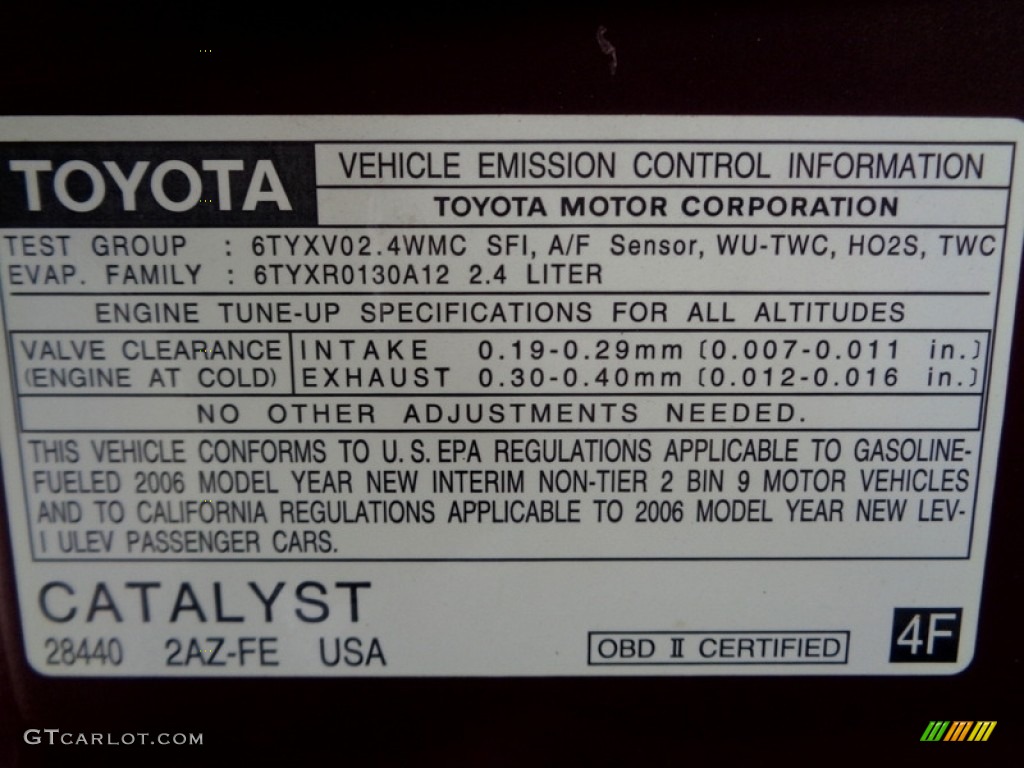 TOYOTA VEHICLE EMISSION CONTROL INFORMATION
TOYOTA MOTOR CORPORATION
TEST GROUP : 6TYXV02.4WMC SFI, A/F Sensor, WU-TWC, HO2S, TWC
EVAP. FAMILY : 6TYXR0130A12 2.4 LITER
ENGINE TUNE-UP SPECIFICATIONS FOR ALL ALTITUDES
VALVE CLEARANCE INTAKE 0.19-0.29mm (0.007-0.011 in.)
(ENGINE AT COLD) EXHAUST 0.30-0.40mm (0.012-0.016 in.)
NO OTHER ADJUSTMENTS NEEDED.
THIS VEHICLE CONFORMS TO U.S.EPA REGULATIONS APPLICABLE TO GASOLINE-
FUELED 2006 MODEL YEAR NEW INTERIM NON-TIER 2 BIN 9 MOTOR VEHICLES
AND TO CALIFORNIA REGULATIONS APPLICABLE TO 2006 MODEL YEAR NEW LEV-
I ULEV PASSENGER CARS.
CATALYST
28440 2AZ-FE USA OBD II CERTIFIED 4F
GTCARLOT.COM